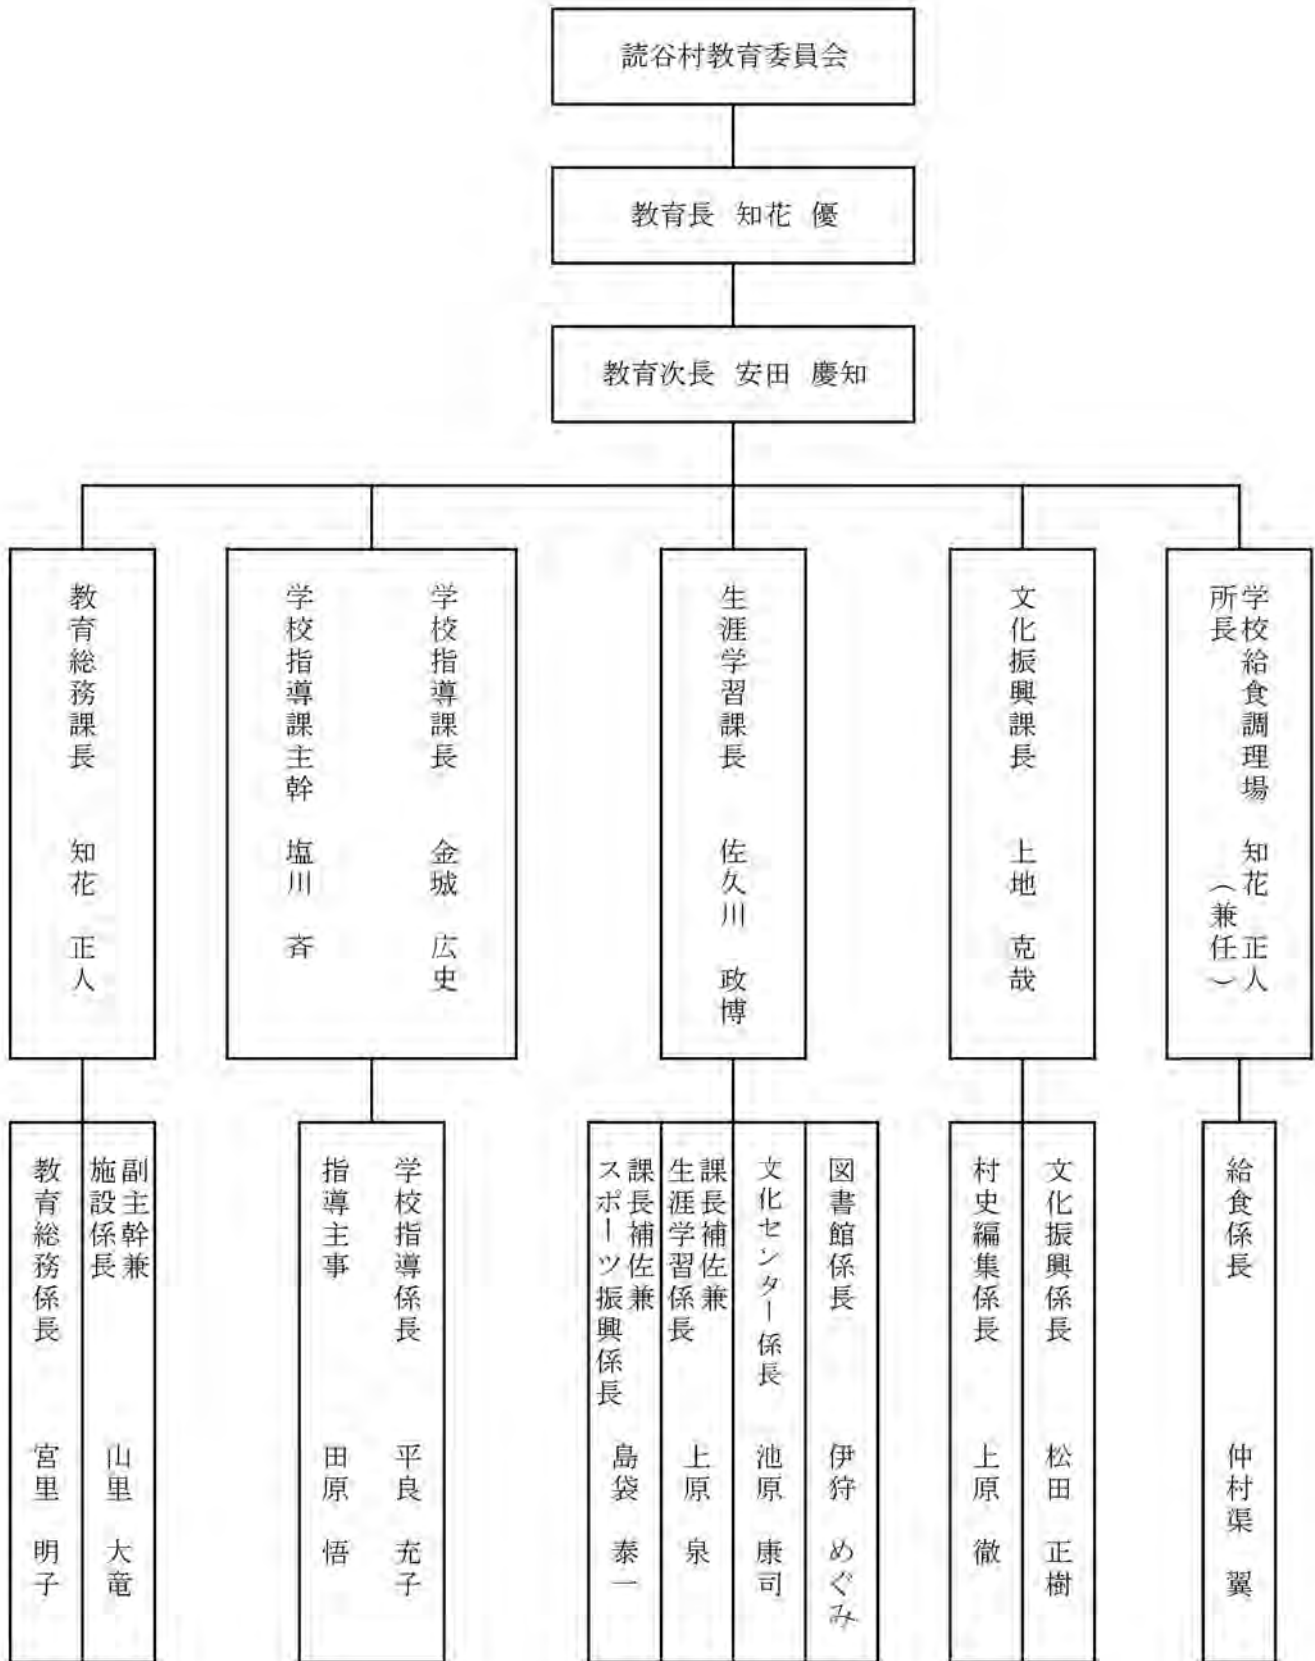 読谷村教育委員会
教育長 知花 優
教育次長 安田 慶知
学校給食調理場 知花 正人
所長 (兼任)
文化振興課長 上地 克哉
生涯学習課長 佐久川 政博
学校指導課長 金城 広史
学校指導課主幹 塩川 斉
教育総務課長 知花 正人
給食係長 仲村渠 翼
文化振興係長 松田 正樹
村史編集係長 上原 徹
図書館係長 伊狩 めぐみ
文化センター係長 池原 康司
課長補佐兼
生涯学習係長 上原 泉
課長補佐兼
スポーツ振興係長 島袋 泰一
学校指導係長 平良 充子
指導主事 田原 悟
副主幹兼
施設係長 山里 大竜
教育総務係長 宮里 明子